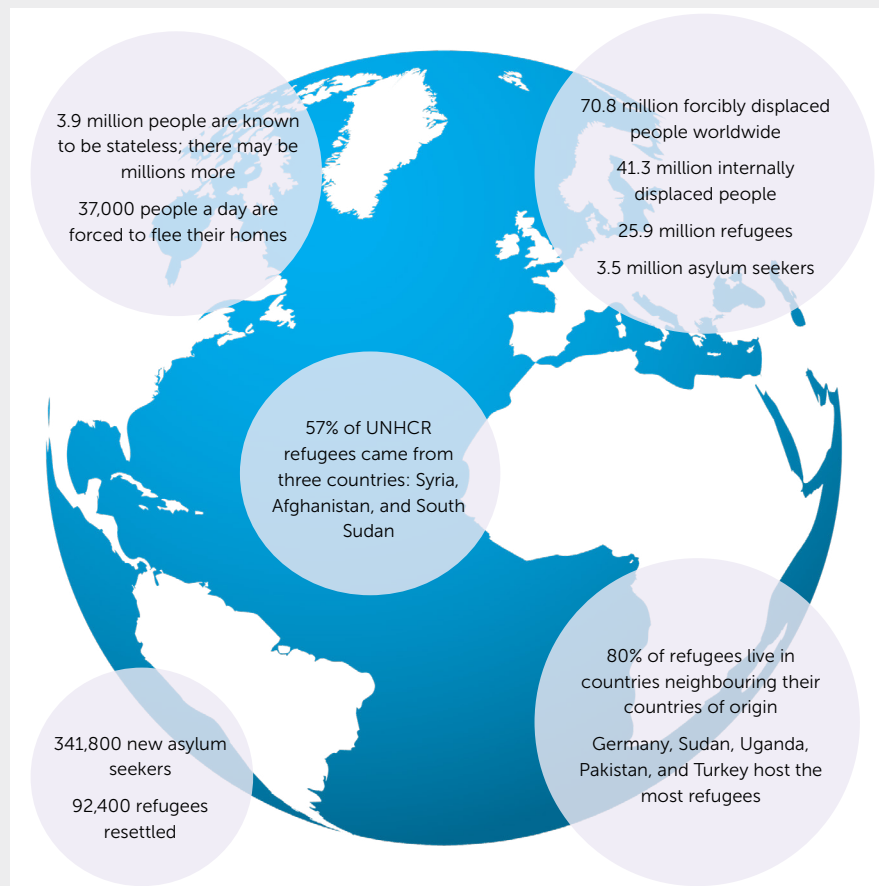 3.9 million people are known
to be stateless; there may be
millions more
37,000 people a day are
forced to flee their homes
70.8 million forcibly displaced
people worldwide
41.3 million internally
displaced people
25.9 million refugees
3.5 million asylum seekers
57% of UNHCR
refugees came from
three countries: Syria,
Afghanistan, and South
Sudan
80% of refugees live in
countries neighbouring their
countries of origin
Germany, Sudan, Uganda,
Pakistan, and Turkey host the
most refugees
341,800 new asylum
seekers
92,400 refugees
resettled